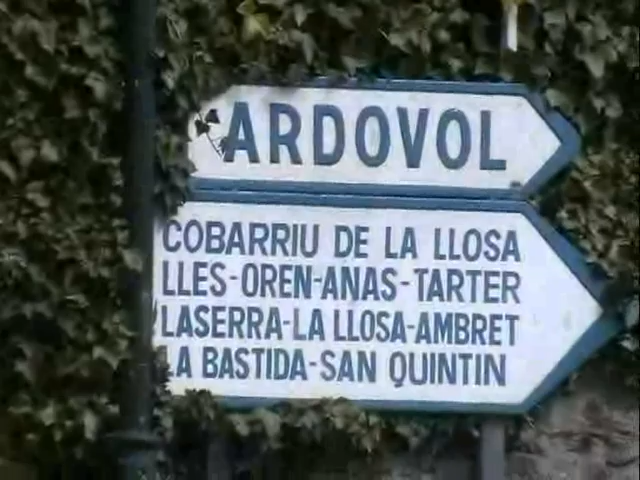 ARDOVOL
COBARRIU DE LA LLOSA
LLES-OREN-ANAS-TARTER
LASERRA-LA LLOSA-AMBRET
LA BASTIDA-SAN QUINTIN